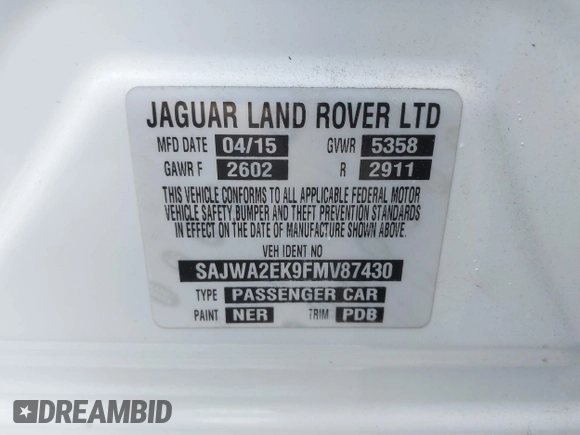 JAGUAR LAND ROVER LTD
MFD DATE 04/15 GVWR 5358
GAWR F 2602 R 2911
THIS VEHICLE CONFORMS TO ALL APPLICABLE FEDERAL MOTOR
VEHICLE SAFETY,BUMPER AND THEFT PREVENTION STANDARDS
IN EFFECT ON THE DATE OF MANUFACTURE SHOWN ABOVE.
VEH IDENT NO
SAJWA2EK9FMV87430
TYPE PASSENGER CAR
PAINT NER TRIM PDB
DREAMBID